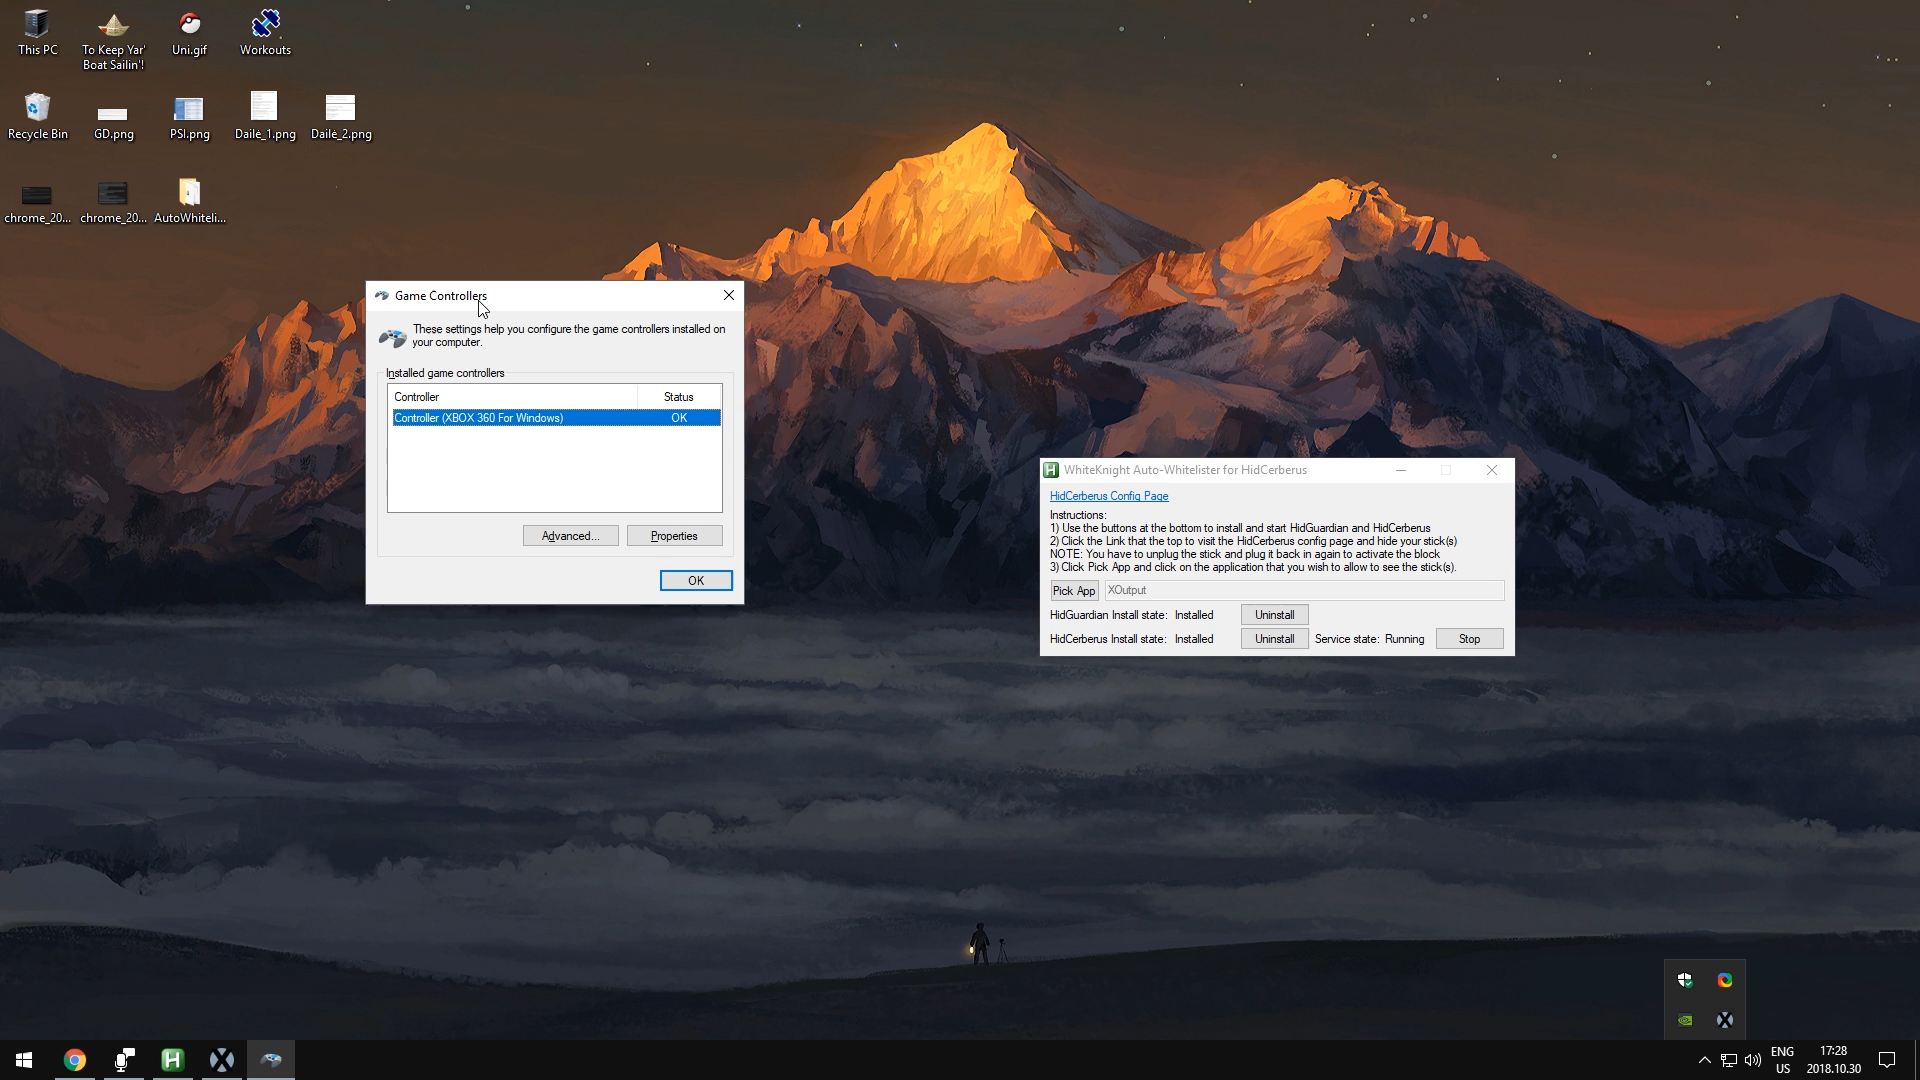 This PC
To Keep Yar'
Boat Sailin'!
Uni.gif
Workouts
Recycle Bin
GD.png
PSI.png
Dailė_1.png
Dailė_2.png
chrome_20...
chrome_20...
AutoWhiteli...
Game Controllers
These settings help you configure the game controllers installed on
your computer.
Installed game controllers
Controller Status
Controller (XBOX 360 For Windows) OK
Advanced... Properties
OK
WhiteKnight Auto-Whitelister for HidCerberus
HidCerberus Config Page
Instructions:
1) Use the buttons at the bottom to install and start HidGuardian and HidCerberus
2) Click the Link that the top to visit the HidCerberus config page and hide your stick(s)
NOTE: You have to unplug the stick and plug it back in again to activate the block
3) Click Pick App and click on the application that you wish to allow to see the stick(s).
Pick App XOutput
HidGuardian Install state: Installed Uninstall
HidCerberus Install state: Installed Uninstall Service state: Running Stop
ENG
US
17:28
2018.10.30